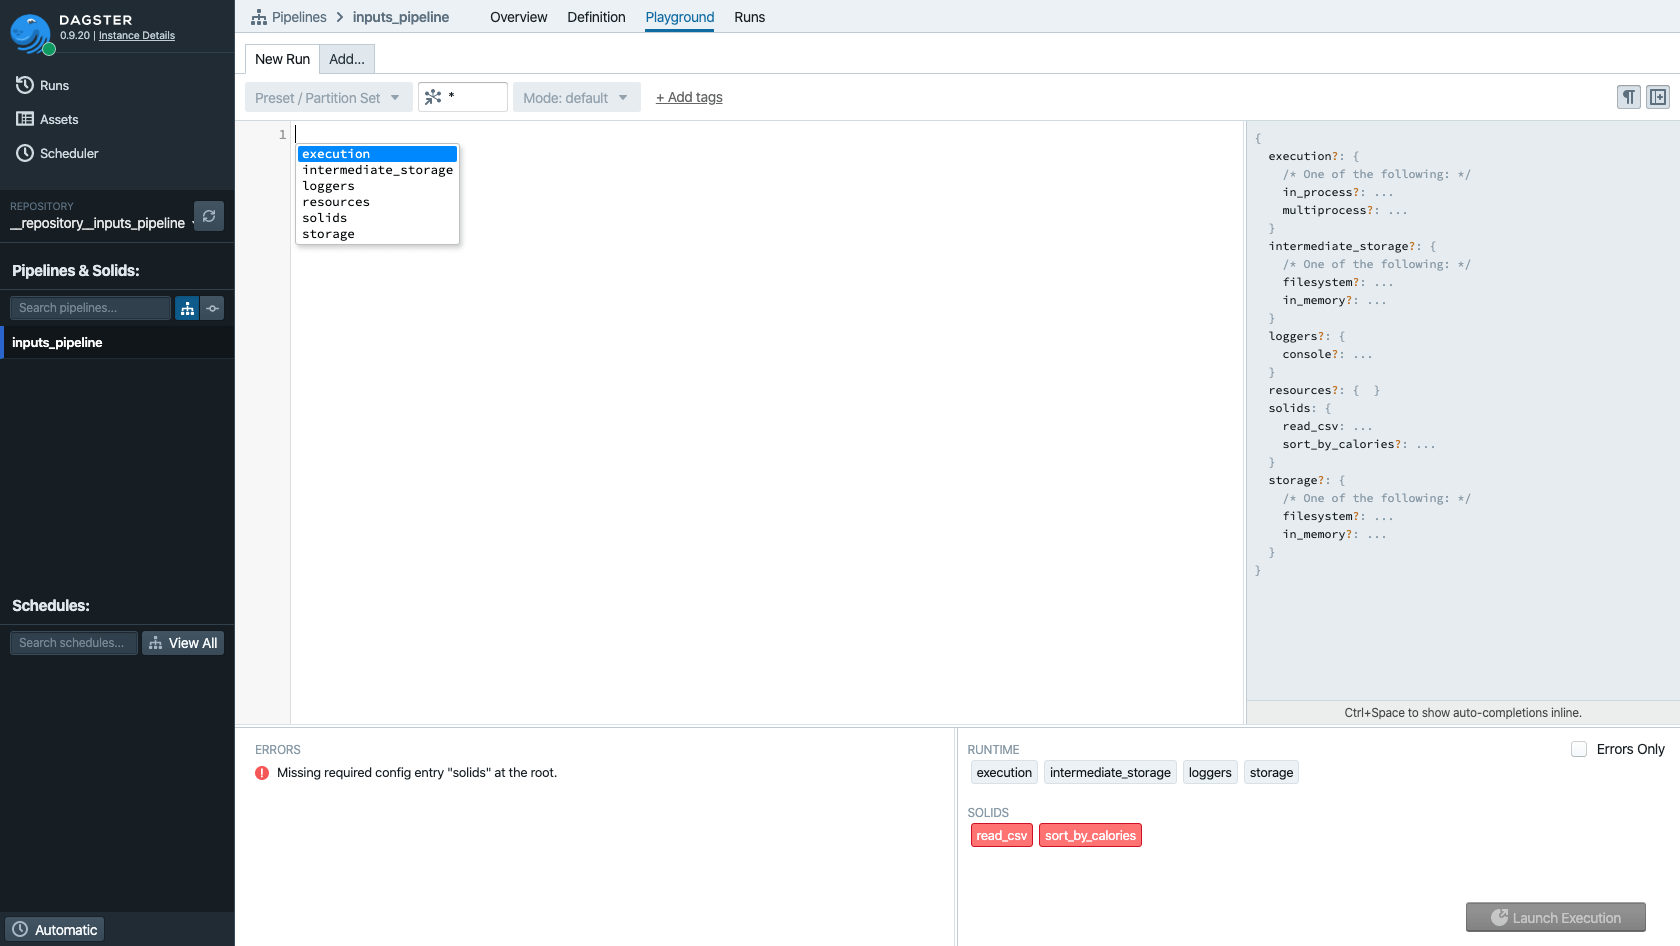 DAGSTER
0.9.20 | Instance Details
Runs
Assets
Scheduler
REPOSITORY
__repository__inputs_pipeline
Pipelines & Solids:
Search pipelines...
inputs_pipeline
Schedules:
Search schedules...
View All
Automatic
Pipelines > inputs_pipeline
Overview Definition Playground Runs
New Run Add...
Preset / Partition Set * Mode: default + Add tags
1
execution
intermediate_storage
loggers
resources
solids
storage
{
execution?: {
/* One of the following: */
in_process?: ...
multiprocess?: ...
}
intermediate_storage?: {
/* One of the following: */
filesystem?: ...
in_memory?: ...
}
loggers?: {
console?: ...
}
resources?: { }
solids: {
read_csv: ...
sort_by_calories?: ...
}
storage?: {
/* One of the following: */
filesystem?: ...
in_memory?: ...
}
}
Ctrl+Space to show auto-completions inline.
ERRORS
Missing required config entry "solids" at the root.
RUNTIME
Errors Only
execution intermediate_storage loggers storage
SOLIDS
read_csv sort_by_calories
Launch Execution